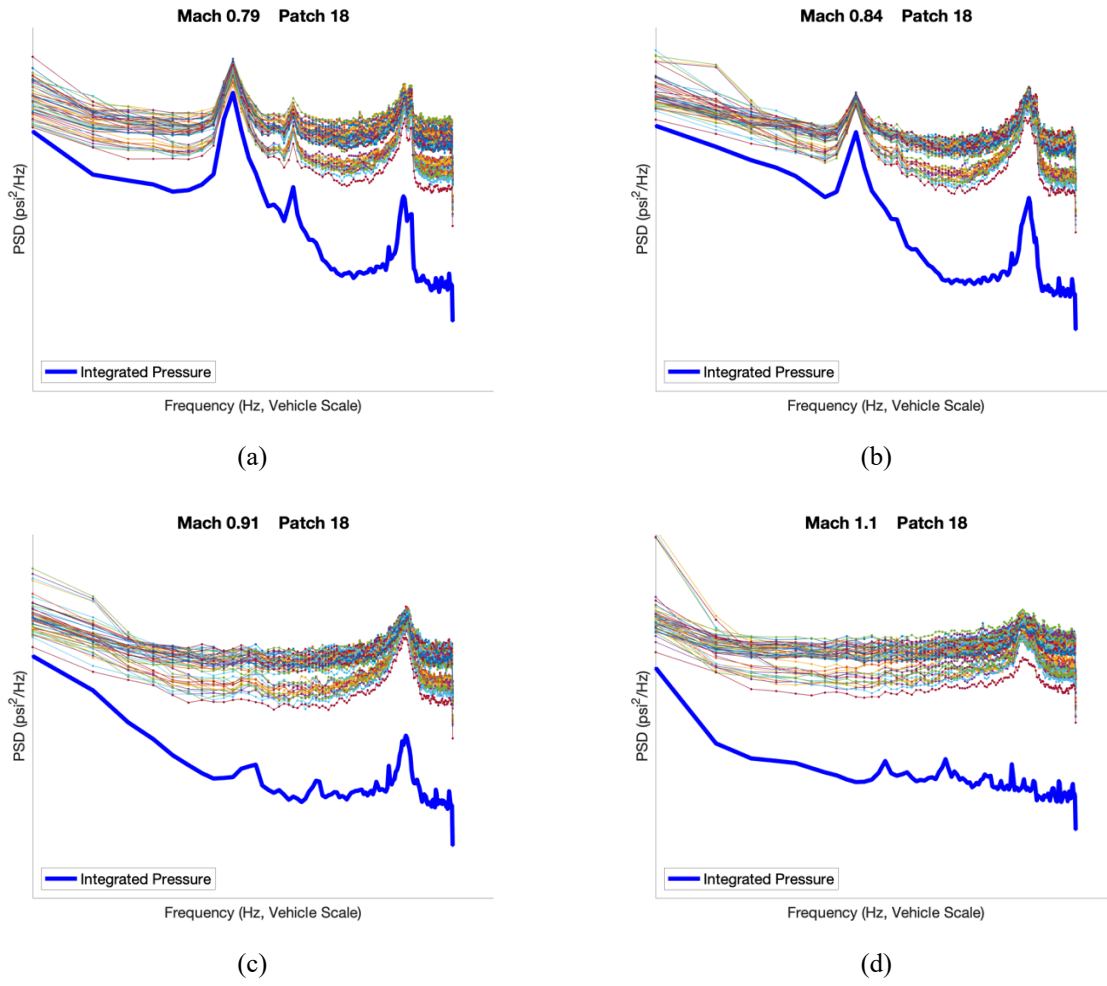 Mach 0.79 Patch 18
PSD (psi²/Hz)
Integrated Pressure
Frequency (Hz, Vehicle Scale)
(a)
Mach 0.84 Patch 18
PSD (psi²/Hz)
Integrated Pressure
Frequency (Hz, Vehicle Scale)
(b)
Mach 0.91 Patch 18
PSD (psi²/Hz)
Integrated Pressure
Frequency (Hz, Vehicle Scale)
(c)
Mach 1.1 Patch 18
PSD (psi²/Hz)
Integrated Pressure
Frequency (Hz, Vehicle Scale)
(d)